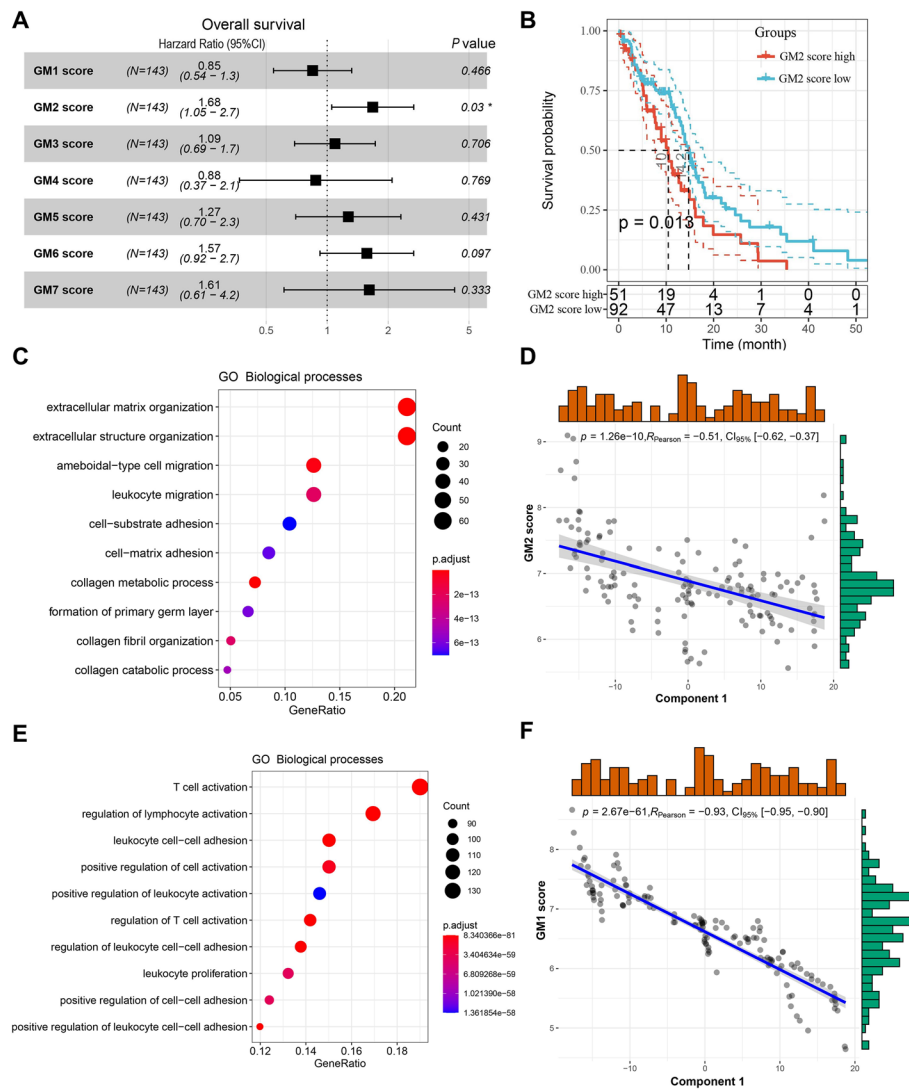 A
Overall survival
Harzard Ratio (95%CI)
P value
GM1 score (N=143) 0.85 (0.54 − 1.3) 0.466
GM2 score (N=143) 1.68 (1.05 − 2.7) 0.03 *
GM3 score (N=143) 1.09 (0.69 − 1.7) 0.706
GM4 score (N=143) 0.88 (0.37 − 2.1) 0.769
GM5 score (N=143) 1.27 (0.70 − 2.3) 0.431
GM6 score (N=143) 1.57 (0.92 − 2.7) 0.097
GM7 score (N=143) 1.61 (0.61 − 4.2) 0.333
0.5 1 2 5
B
Groups
GM2 score high
GM2 score low
Survival probability
1.00
0.75
0.50
0.25
0.00
p = 0.013
GM2 score high 51 19 4 1 0 0
GM2 score low 92 47 13 7 4 1
0 10 20 30 40 50
Time (month)
C
GO Biological processes
extracellular matrix organization
extracellular structure organization
ameboidal−type cell migration
leukocyte migration
cell−substrate adhesion
cell−matrix adhesion
collagen metabolic process
formation of primary germ layer
collagen fibril organization
collagen catabolic process
0.05 0.10 0.15 0.20
GeneRatio
Count
20
30
40
50
60
p.adjust
2e−13
4e−13
6e−13
D
p = 1.26e−10, RPearson = −0.51, CI95% [−0.62, −0.37]
GM2 score
9
8
7
6
−10 0 10 20
Component 1
E
GO Biological processes
T cell activation
regulation of lymphocyte activation
leukocyte cell−cell adhesion
positive regulation of cell activation
positive regulation of leukocyte activation
regulation of T cell activation
regulation of leukocyte cell−cell adhesion
leukocyte proliferation
positive regulation of cell−cell adhesion
positive regulation of leukocyte cell−cell adhesion
0.12 0.14 0.16 0.18
GeneRatio
Count
90
100
110
120
130
p.adjust
8.340366e−81
3.404634e−59
6.809268e−59
1.021390e−58
1.361854e−58
F
p = 2.67e−61, RPearson = −0.93, CI95% [−0.95, −0.90]
GM1 score
8
7
6
5
−10 0 10 20
Component 1